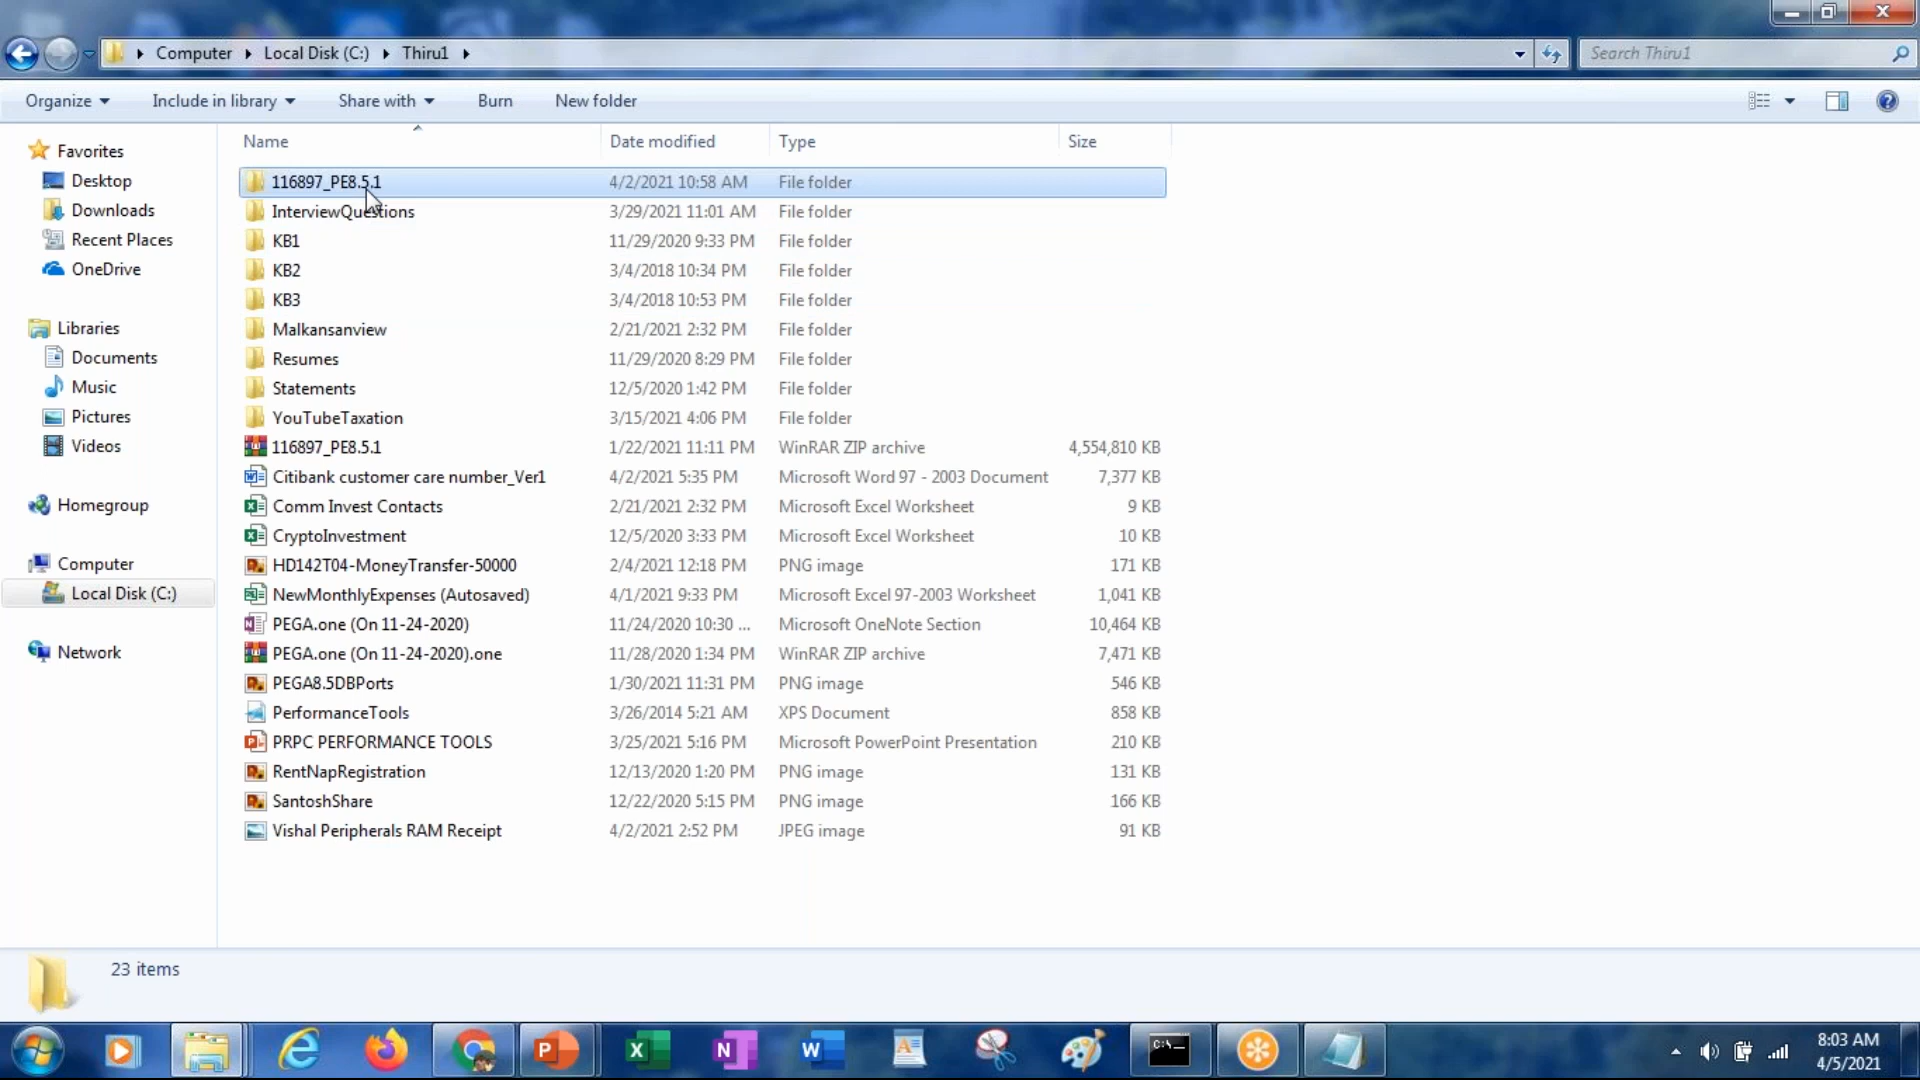 Computer Local Disk (C:) Thiru1 Search Thiru1
Organize Include in library Share with Burn New folder
Name Date modified Type Size
Favorites
Desktop
Downloads
Recent Places
OneDrive
Libraries
Documents
Music
Pictures
Videos
Homegroup
Computer
Local Disk (C:)
Network
116897_PE8.5.1 4/2/2021 10:58 AM File folder
InterviewQuestions 3/29/2021 11:01 AM File folder
KB1 11/29/2020 9:33 PM File folder
KB2 3/4/2018 10:34 PM File folder
KB3 3/4/2018 10:53 PM File folder
Malkansanview 2/21/2021 2:32 PM File folder
Resumes 11/29/2020 8:29 PM File folder
Statements 12/5/2020 1:42 PM File folder
YouTubeTaxation 3/15/2021 4:06 PM File folder
116897_PE8.5.1 1/22/2021 11:11 PM WinRAR ZIP archive 4,554,810 KB
Citibank customer care number_Ver1 4/2/2021 5:35 PM Microsoft Word 97 - 2003 Document 7,377 KB
Comm Invest Contacts 2/21/2021 2:32 PM Microsoft Excel Worksheet 9 KB
CryptoInvestment 12/5/2020 3:33 PM Microsoft Excel Worksheet 10 KB
HD142T04-MoneyTransfer-50000 2/4/2021 12:18 PM PNG image 171 KB
NewMonthlyExpenses (Autosaved) 4/1/2021 9:33 PM Microsoft Excel 97-2003 Worksheet 1,041 KB
PEGA.one (On 11-24-2020) 11/24/2020 10:30 ... Microsoft OneNote Section 10,464 KB
PEGA.one (On 11-24-2020).one 11/28/2020 1:34 PM WinRAR ZIP archive 7,471 KB
PEGA8.5DBPorts 1/30/2021 11:31 PM PNG image 546 KB
PerformanceTools 3/26/2014 5:21 AM XPS Document 858 KB
PRPC PERFORMANCE TOOLS 3/25/2021 5:16 PM Microsoft PowerPoint Presentation 210 KB
RentNapRegistration 12/13/2020 1:20 PM PNG image 131 KB
SantoshShare 12/22/2020 5:15 PM PNG image 166 KB
Vishal Peripherals RAM Receipt 4/2/2021 2:52 PM JPEG image 91 KB
23 items
8:03 AM
4/5/2021